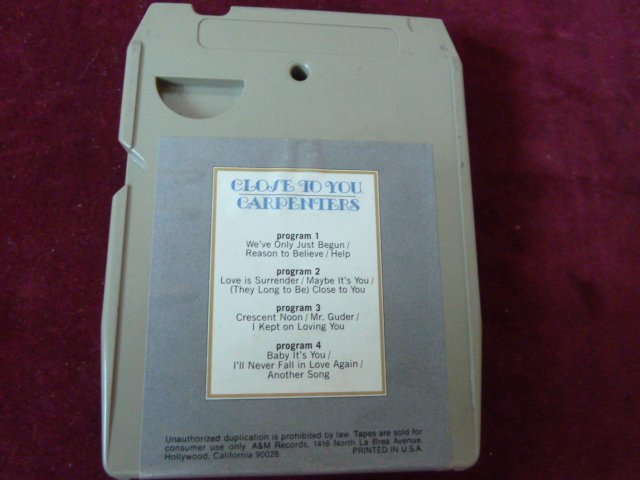 CLOSE TO YOU
CARPENTERS
program 1
We've Only Just Begun /
Reason to Believe / Help
program 2
Love is Surrender / Maybe It's You /
(They Long to Be) Close to You
program 3
Crescent Noon / Mr. Guder /
I Kept on Loving You
program 4
Baby It's You /
I'll Never Fall in Love Again /
Another Song
Unauthorized duplication is prohibited by law. Tapes are sold for
consumer use only. A&M Records, 1416 North La Brea Avenue,
Hollywood, California 90028. PRINTED IN U.S.A.